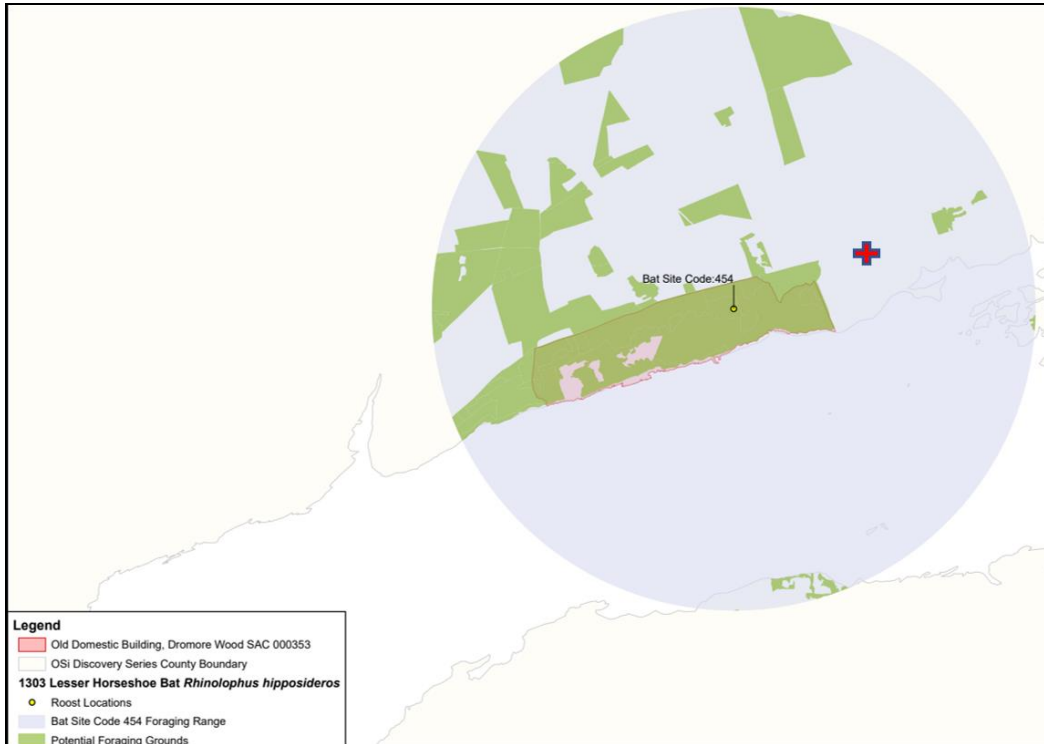 Bat Site Code:454
Legend
Old Domestic Building, Dromore Wood SAC 000353
OSi Discovery Series County Boundary
1303 Lesser Horseshoe Bat Rhinolophus hipposideros
Roost Locations
Bat Site Code 454 Foraging Range
Potential Foraging Grounds